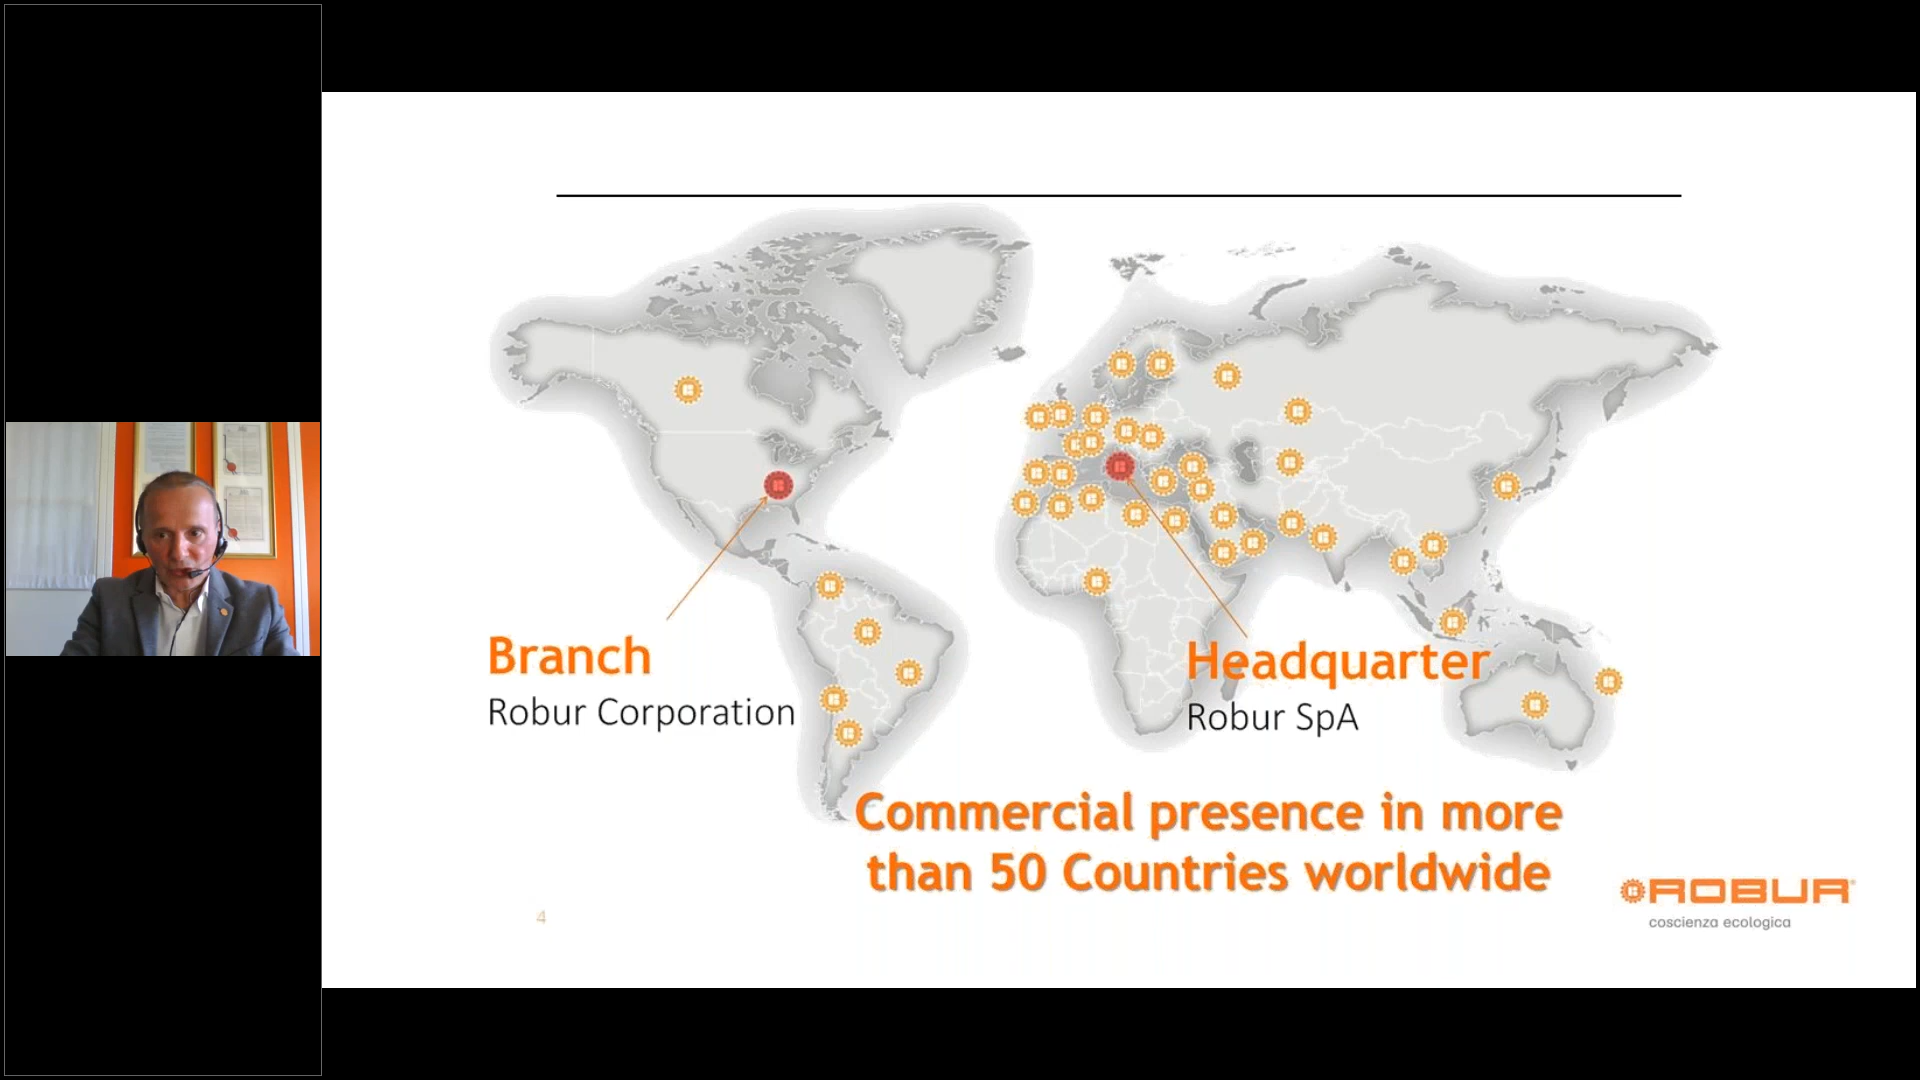 Branch
Robur Corporation
Headquarter
Robur SpA
Commercial presence in more
than 50 Countries worldwide
4
ROBUR
coscienza ecologica